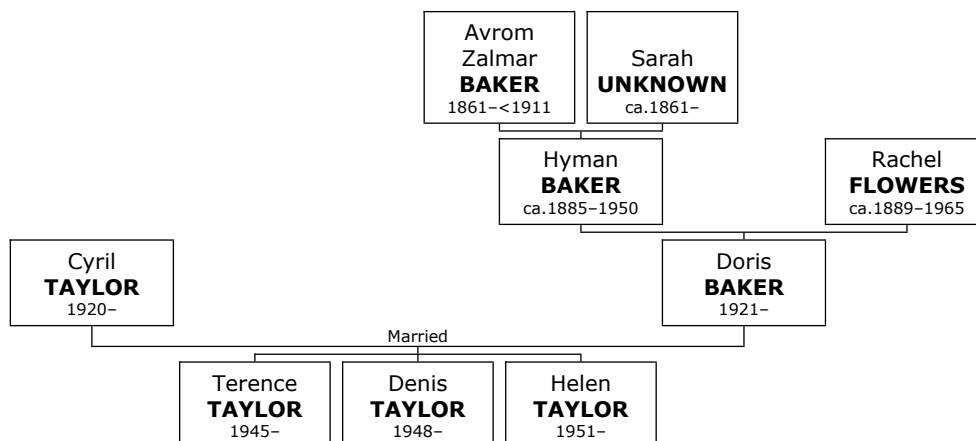 Avrom
Zalmar
BAKER
1861–<1911
Sarah
UNKNOWN
ca.1861–
Hyman
BAKER
ca.1885–1950
Rachel
FLOWERS
ca.1889–1965
Cyril
TAYLOR
1920–
Doris
BAKER
1921–
Married
Terence
TAYLOR
1945–
Denis
TAYLOR
1948–
Helen
TAYLOR
1951–